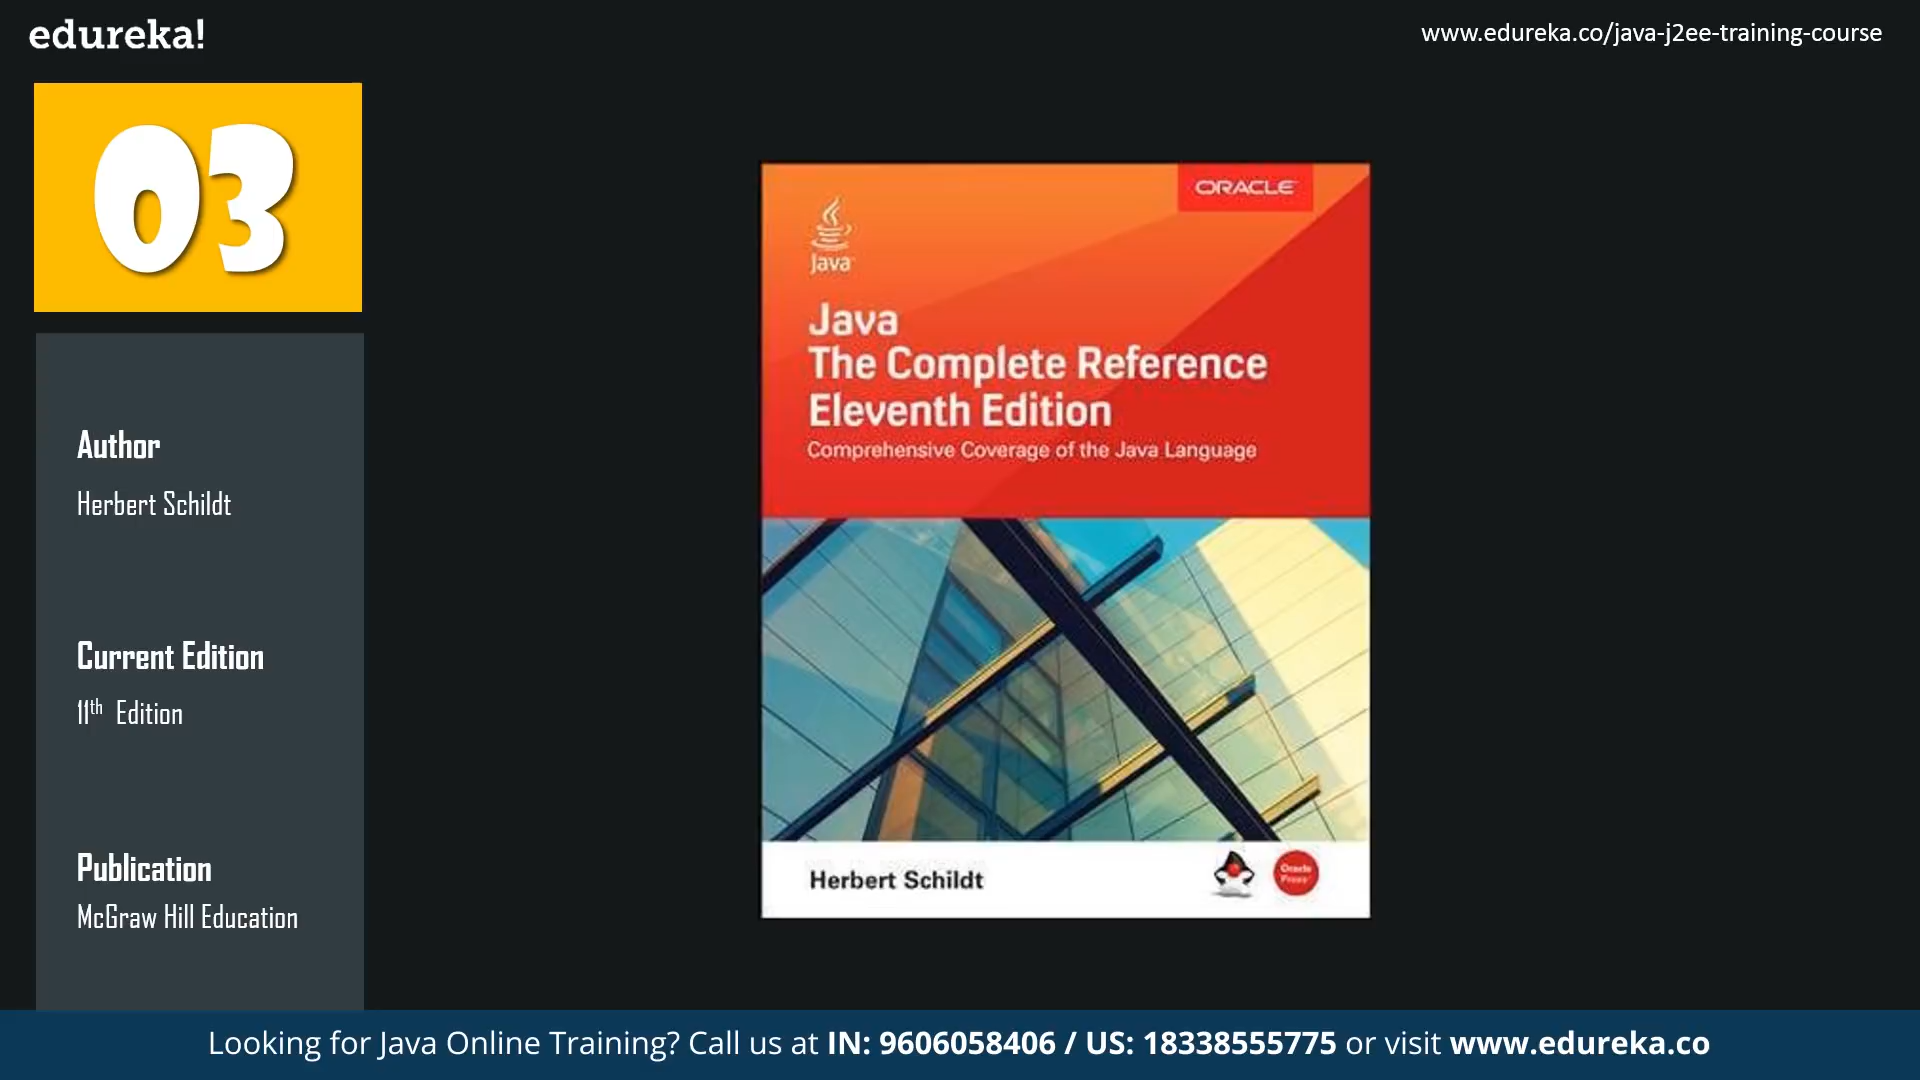 edureka!
www.edureka.co/java-j2ee-training-course
03
Author
Herbert Schildt
Current Edition
11th Edition
Publication
McGraw Hill Education
ORACLE
Java
Java
The Complete Reference
Eleventh Edition
Comprehensive Coverage of the Java Language
Herbert Schildt
Oracle
Press
Looking for Java Online Training? Call us at IN: 9606058406 / US: 18338555775 or visit www.edureka.co